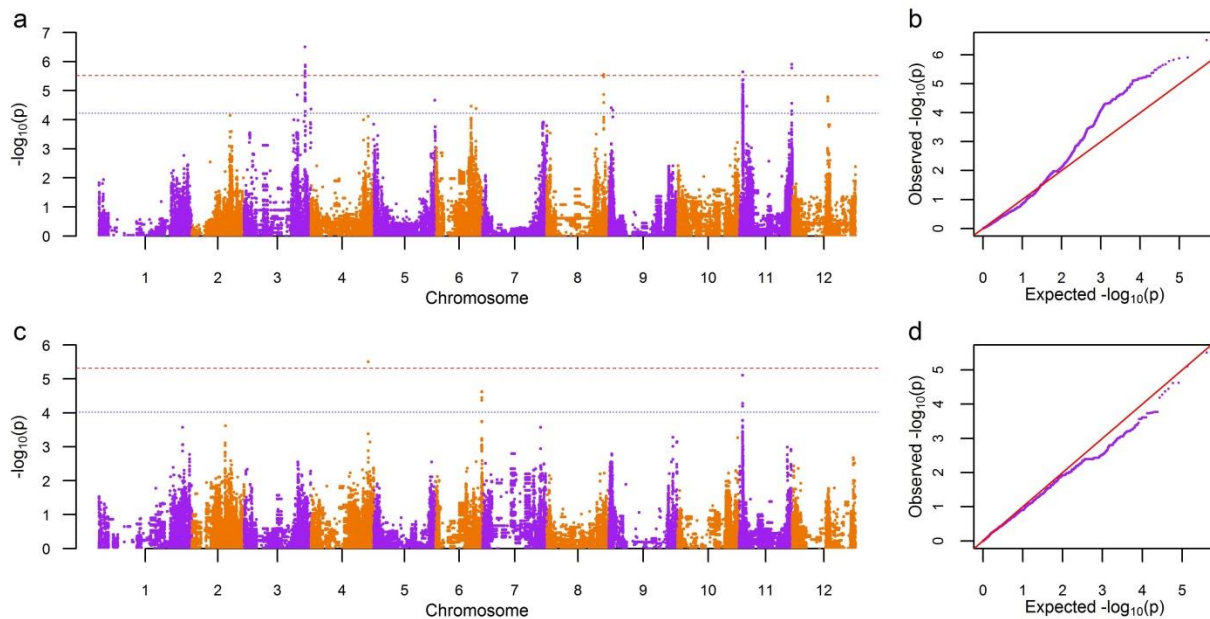 a
7
6
5
4
3
2
1
0
-log₁₀(p)
1 2 3 4 5 6 7 8 9 10 11 12
Chromosome
b
6
5
4
3
2
1
0
Observed -log₁₀(p)
0 1 2 3 4 5
Expected -log₁₀(p)
c
6
5
4
3
2
1
0
-log₁₀(p)
1 2 3 4 5 6 7 8 9 10 11 12
Chromosome
d
5
4
3
2
1
0
Observed -log₁₀(p)
0 1 2 3 4 5
Expected -log₁₀(p)